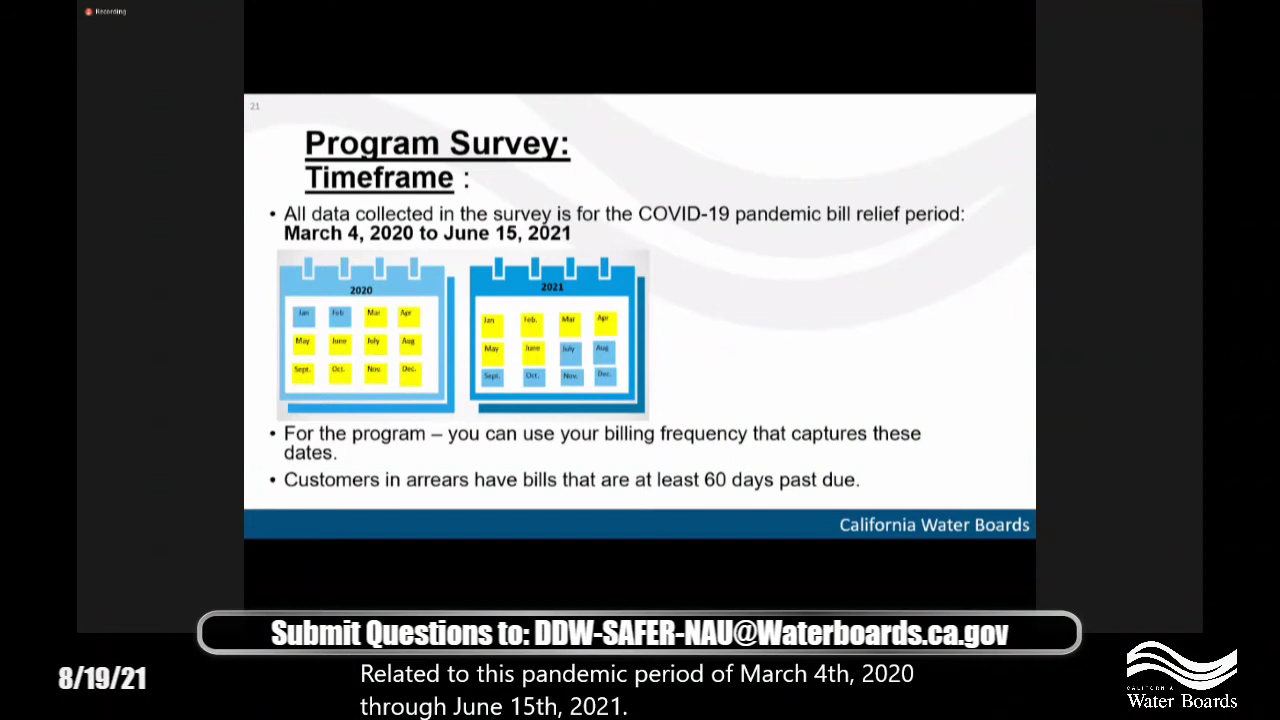 Recording
21
Program Survey:
Timeframe :
• All data collected in the survey is for the COVID-19 pandemic bill relief period:
March 4, 2020 to June 15, 2021
2020
Jan Feb Mar Apr
May June July Aug
Sept. Oct. Nov. Dec.
2021
Jan Feb. Mar Apr
May June July Aug
Sept. Oct. Nov. Dec.
• For the program – you can use your billing frequency that captures these
dates.
• Customers in arrears have bills that are at least 60 days past due.
California Water Boards
Submit Questions to: DDW-SAFER-NAU@Waterboards.ca.gov
8/19/21
Related to this pandemic period of March 4th, 2020
through June 15th, 2021.
CALIFORNIA
Water Boards